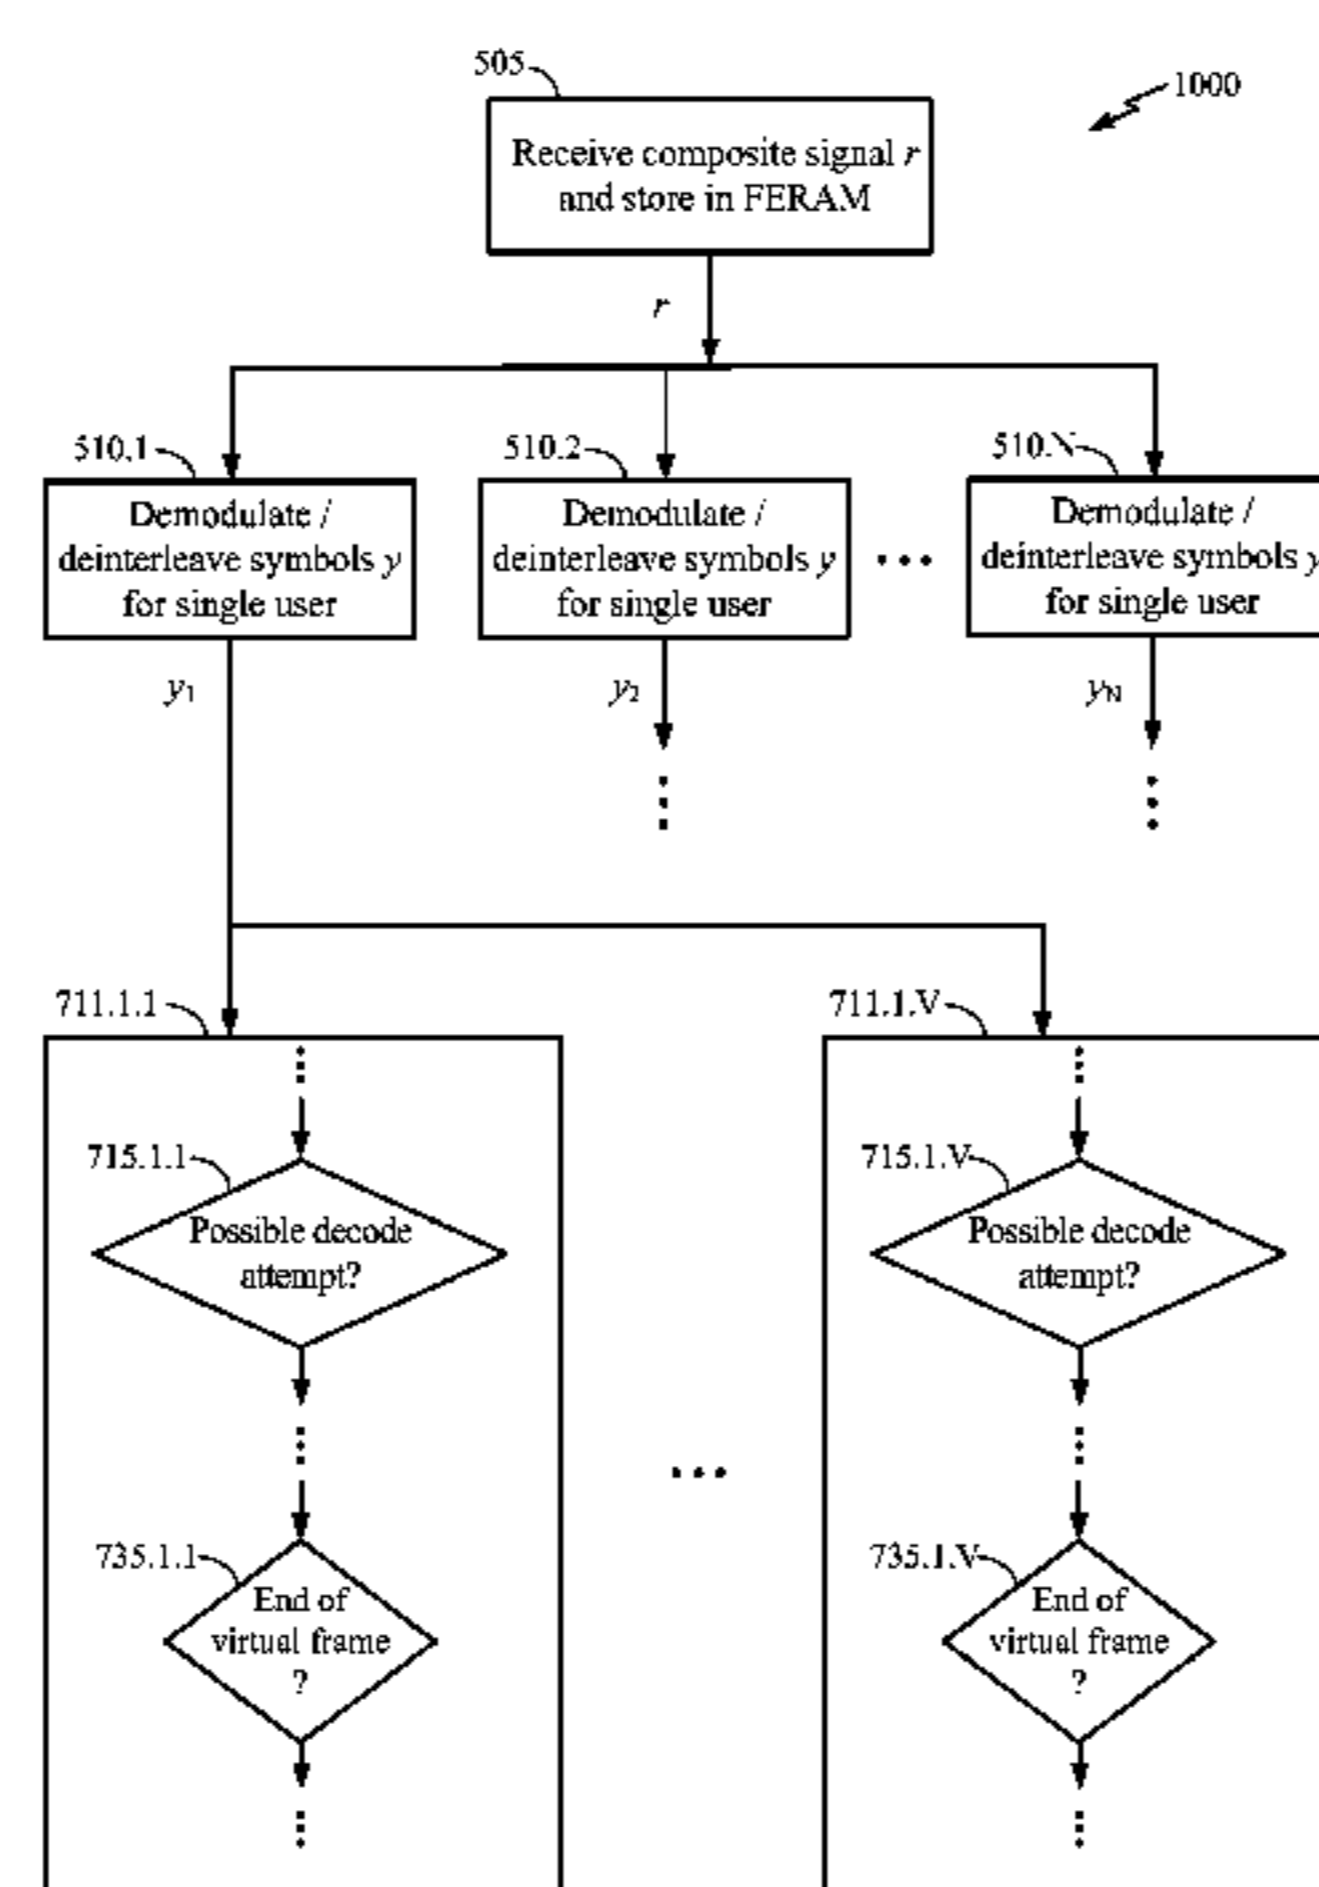 505
1000
Receive composite signal r
and store in FERAM
r
510.1
510.2
510.N
Demodulate /
deinterleave symbols y
for single user
Demodulate /
deinterleave symbols y
for single user
...
Demodulate /
deinterleave symbols y
for single user
y1
y2
yN
711.1.1
711.1.V
715.1.1
715.1.V
Possible decode
attempt?
Possible decode
attempt?
...
735.1.1
735.1.V
End of
virtual frame
?
End of
virtual frame
?